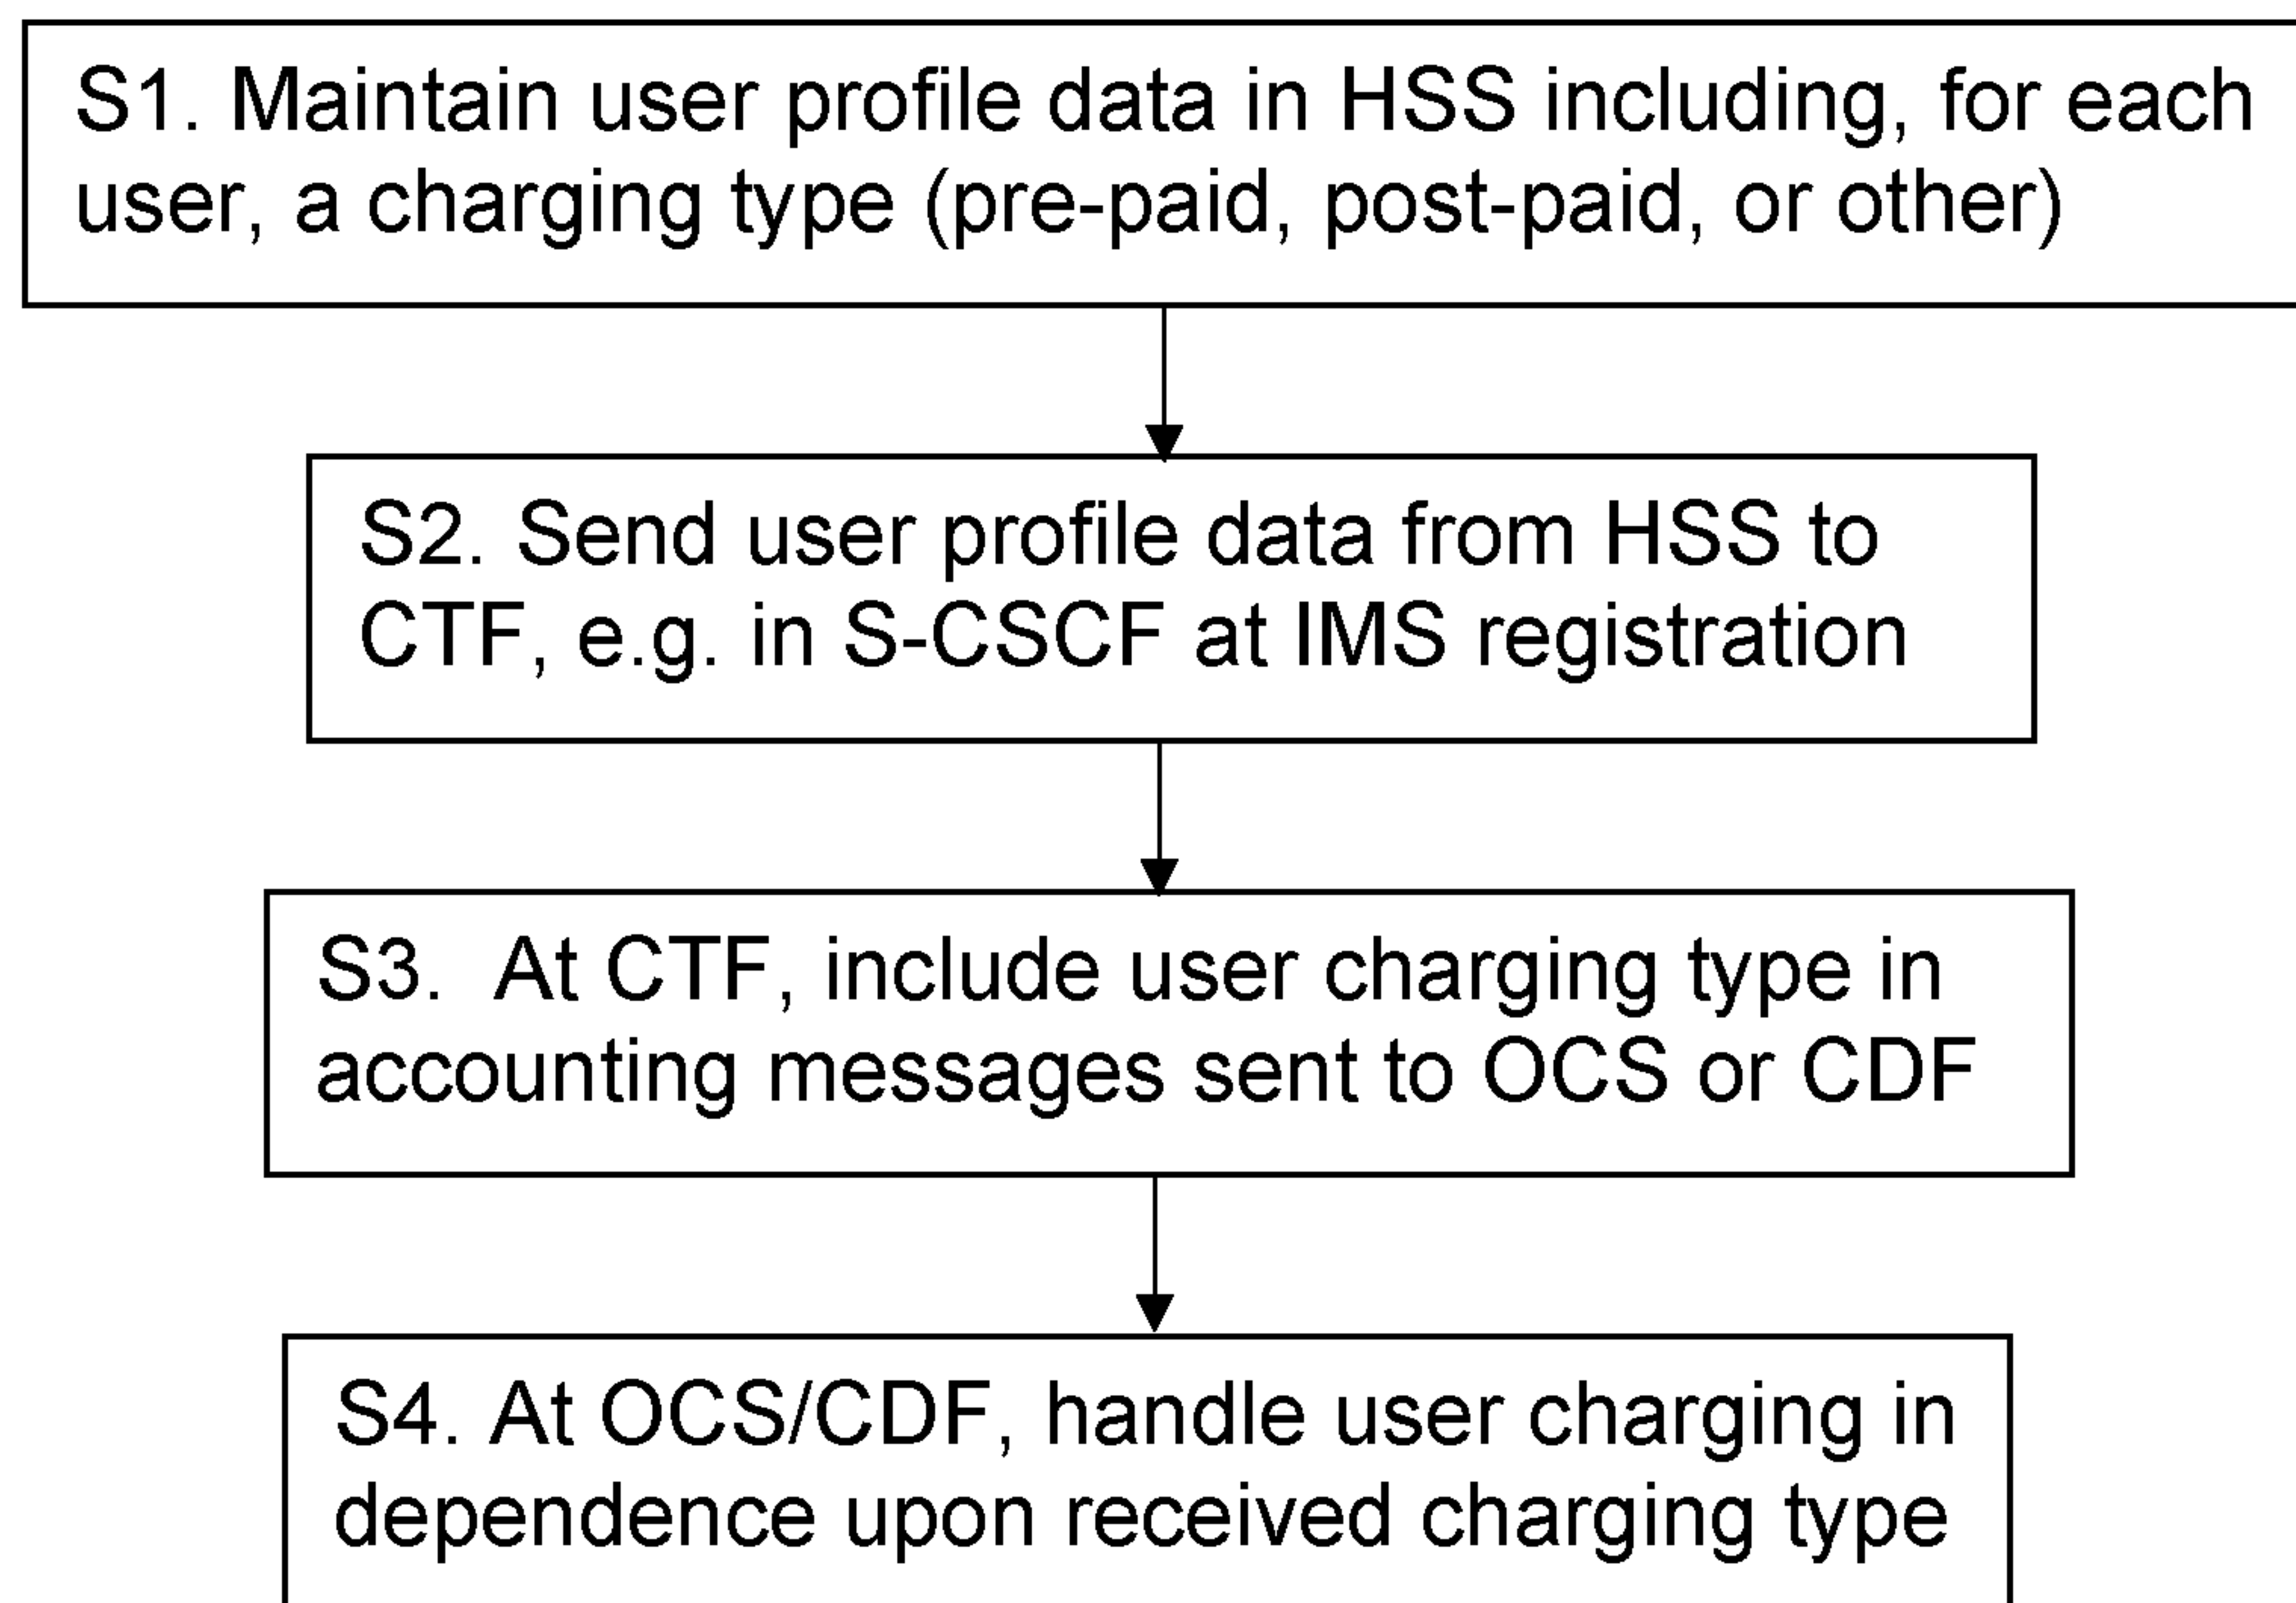 S1. Maintain user profile data in HSS including, for each
user, a charging type (pre-paid, post-paid, or other)
S2. Send user profile data from HSS to
CTF, e.g. in S-CSCF at IMS registration
S3. At CTF, include user charging type in
accounting messages sent to OCS or CDF
S4. At OCS/CDF, handle user charging in
dependence upon received charging type